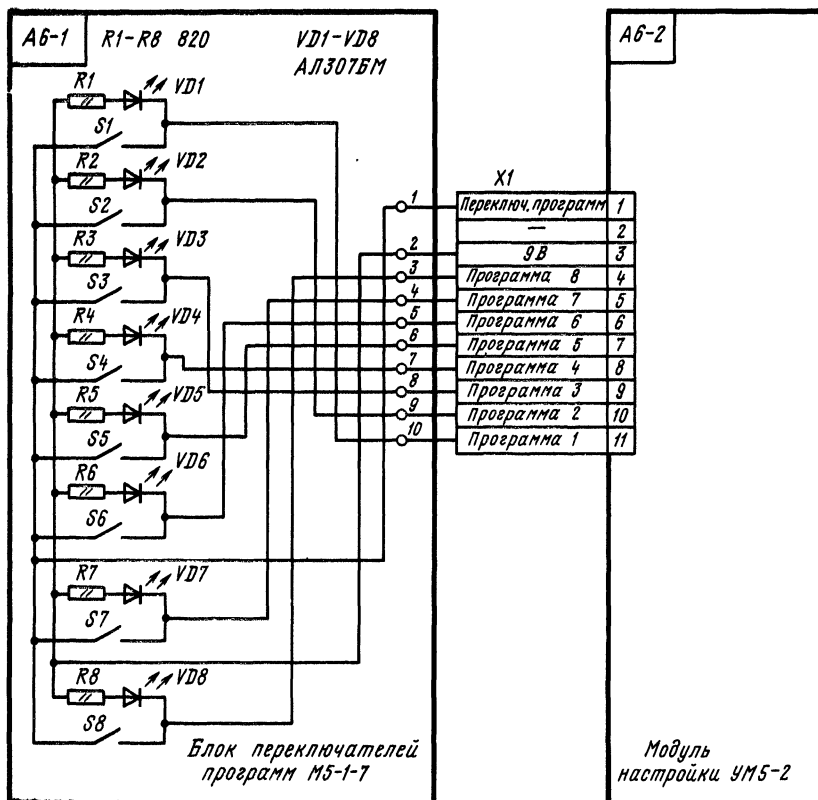 А6-1 R1-R8 820 VD1-VD8
АЛ307БМ
А6-2
R1 VD1
S1
R2 VD2
S2
R3 VD3
S3
R4 VD4
S4
R5 VD5
S5
R6 VD6
S6
R7 VD7
S7
R8 VD8
S8
X1
1 Переключ. программ 1
— 2
2 9В 3
3 Программа 8 4
4 Программа 7 5
5 Программа 6 6
6 Программа 5 7
7 Программа 4 8
8 Программа 3 9
9 Программа 2 10
10 Программа 1 11
Блок переключателей
программ М5-1-7
Модуль
настройки УМ5-2